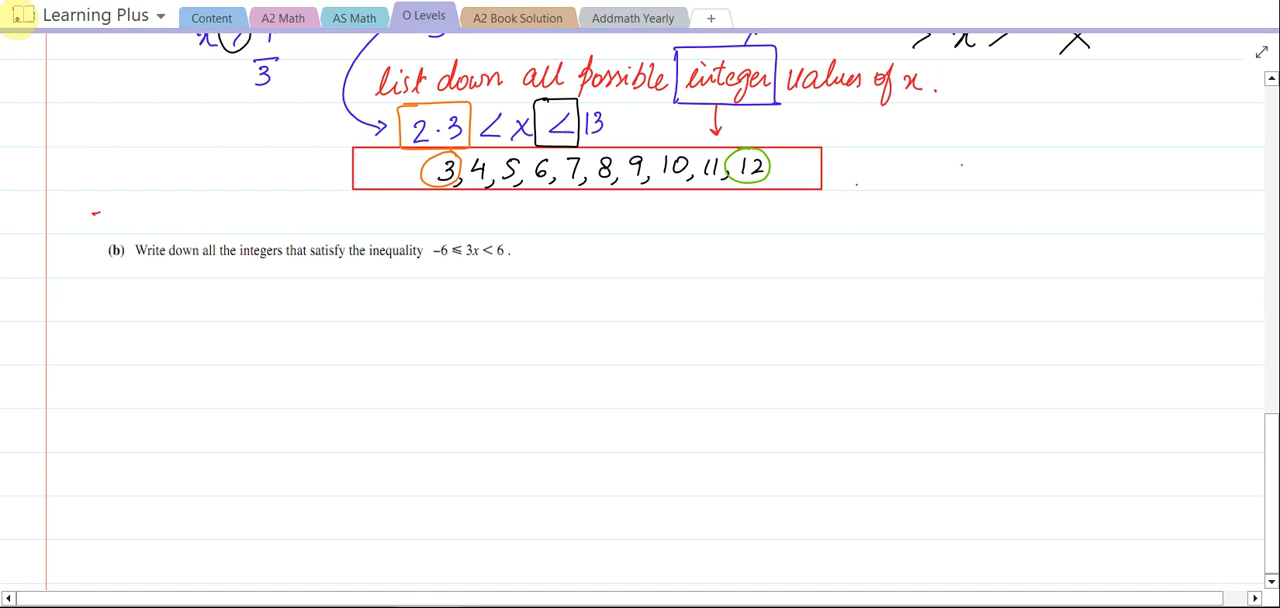 Learning Plus Content A2 Math AS Math O Levels A2 Book Solution Addmath Yearly +
3
list down all possible integer values of x.
2.3 < x < 13
3, 4, 5, 6, 7, 8, 9, 10, 11, 12
(b) Write down all the integers that satisfy the inequality −6 ⩽ 3x < 6 .